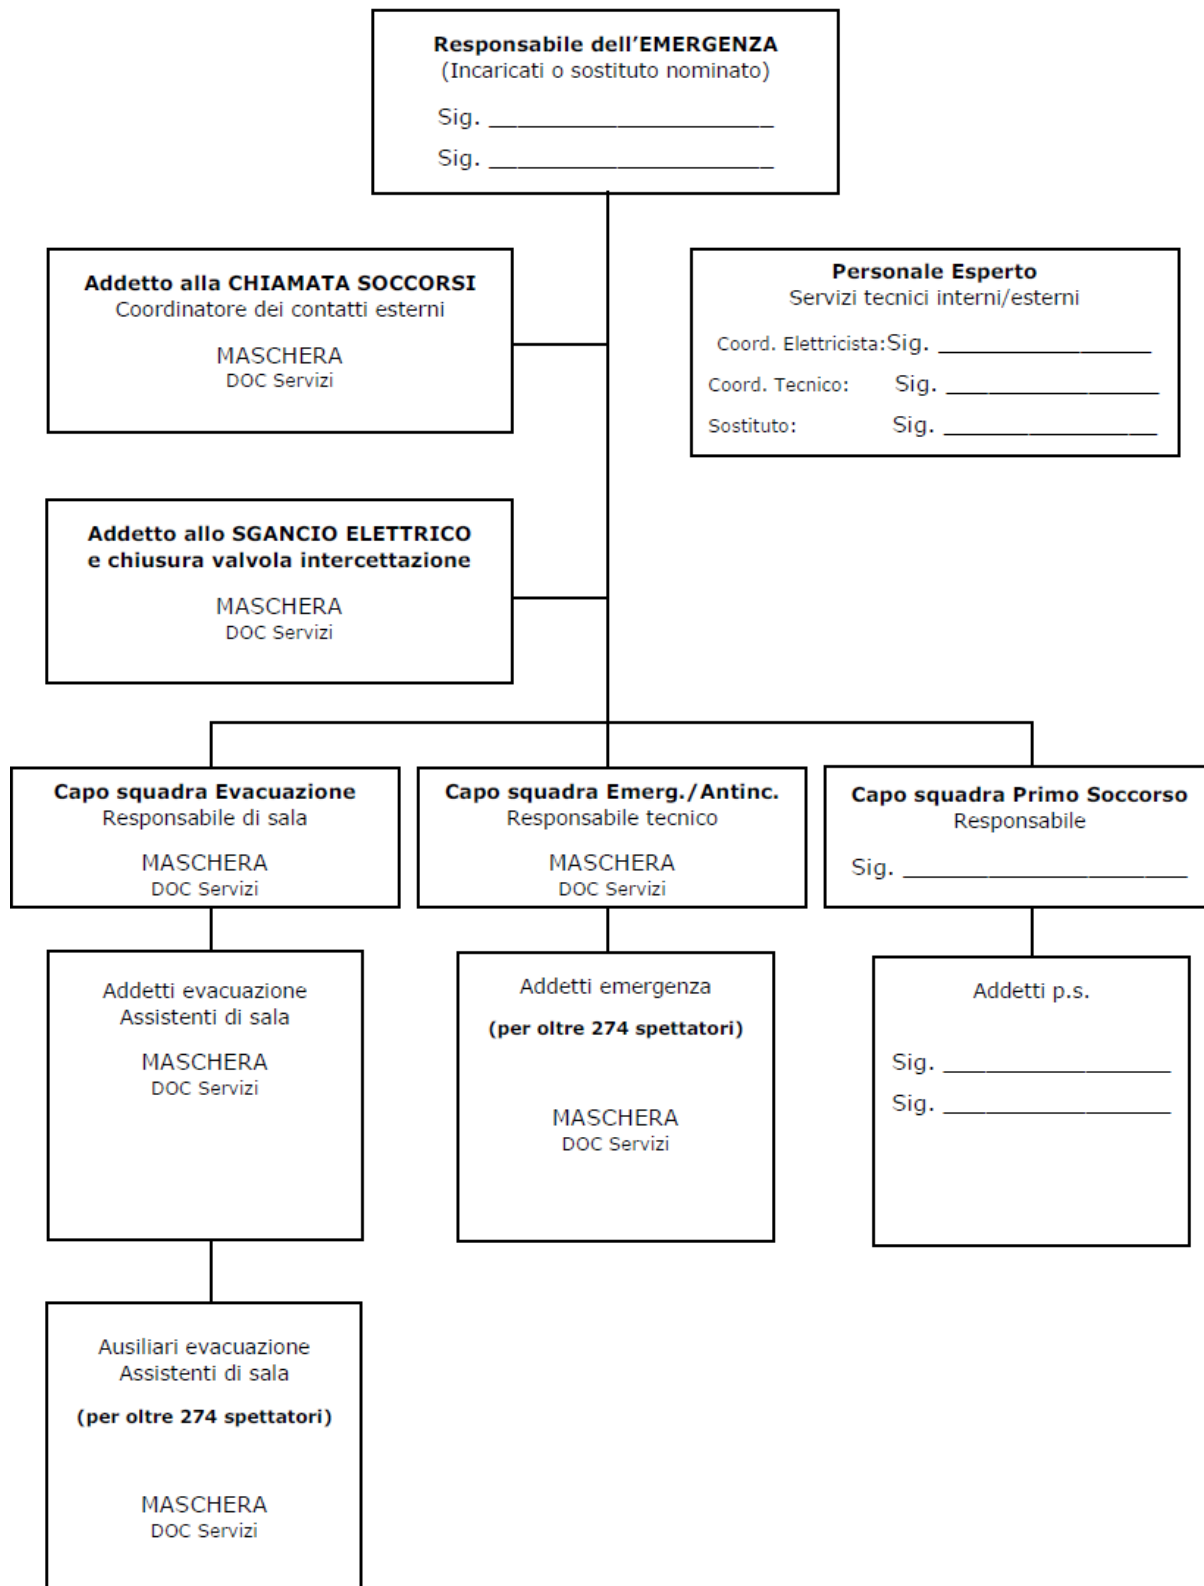 Responsabile dell'EMERGENZA
(Incaricati o sostituto nominato)
Sig. ____________________
Sig. ____________________
Addetto alla CHIAMATA SOCCORSI
Coordinatore dei contatti esterni
MASCHERA
DOC Servizi
Personale Esperto
Servizi tecnici interni/esterni
Coord. Elettricista:Sig. _______________
Coord. Tecnico: Sig. _______________
Sostituto: Sig. _______________
Addetto allo SGANCIO ELETTRICO
e chiusura valvola intercettazione
MASCHERA
DOC Servizi
Capo squadra Evacuazione
Responsabile di sala
MASCHERA
DOC Servizi
Capo squadra Emerg./Antinc.
Responsabile tecnico
MASCHERA
DOC Servizi
Capo squadra Primo Soccorso
Responsabile
Sig. ____________________
Addetti evacuazione
Assistenti di sala
MASCHERA
DOC Servizi
Addetti emergenza
(per oltre 274 spettatori)
MASCHERA
DOC Servizi
Addetti p.s.
Sig. ________________
Sig. ________________
Ausiliari evacuazione
Assistenti di sala
(per oltre 274 spettatori)
MASCHERA
DOC Servizi